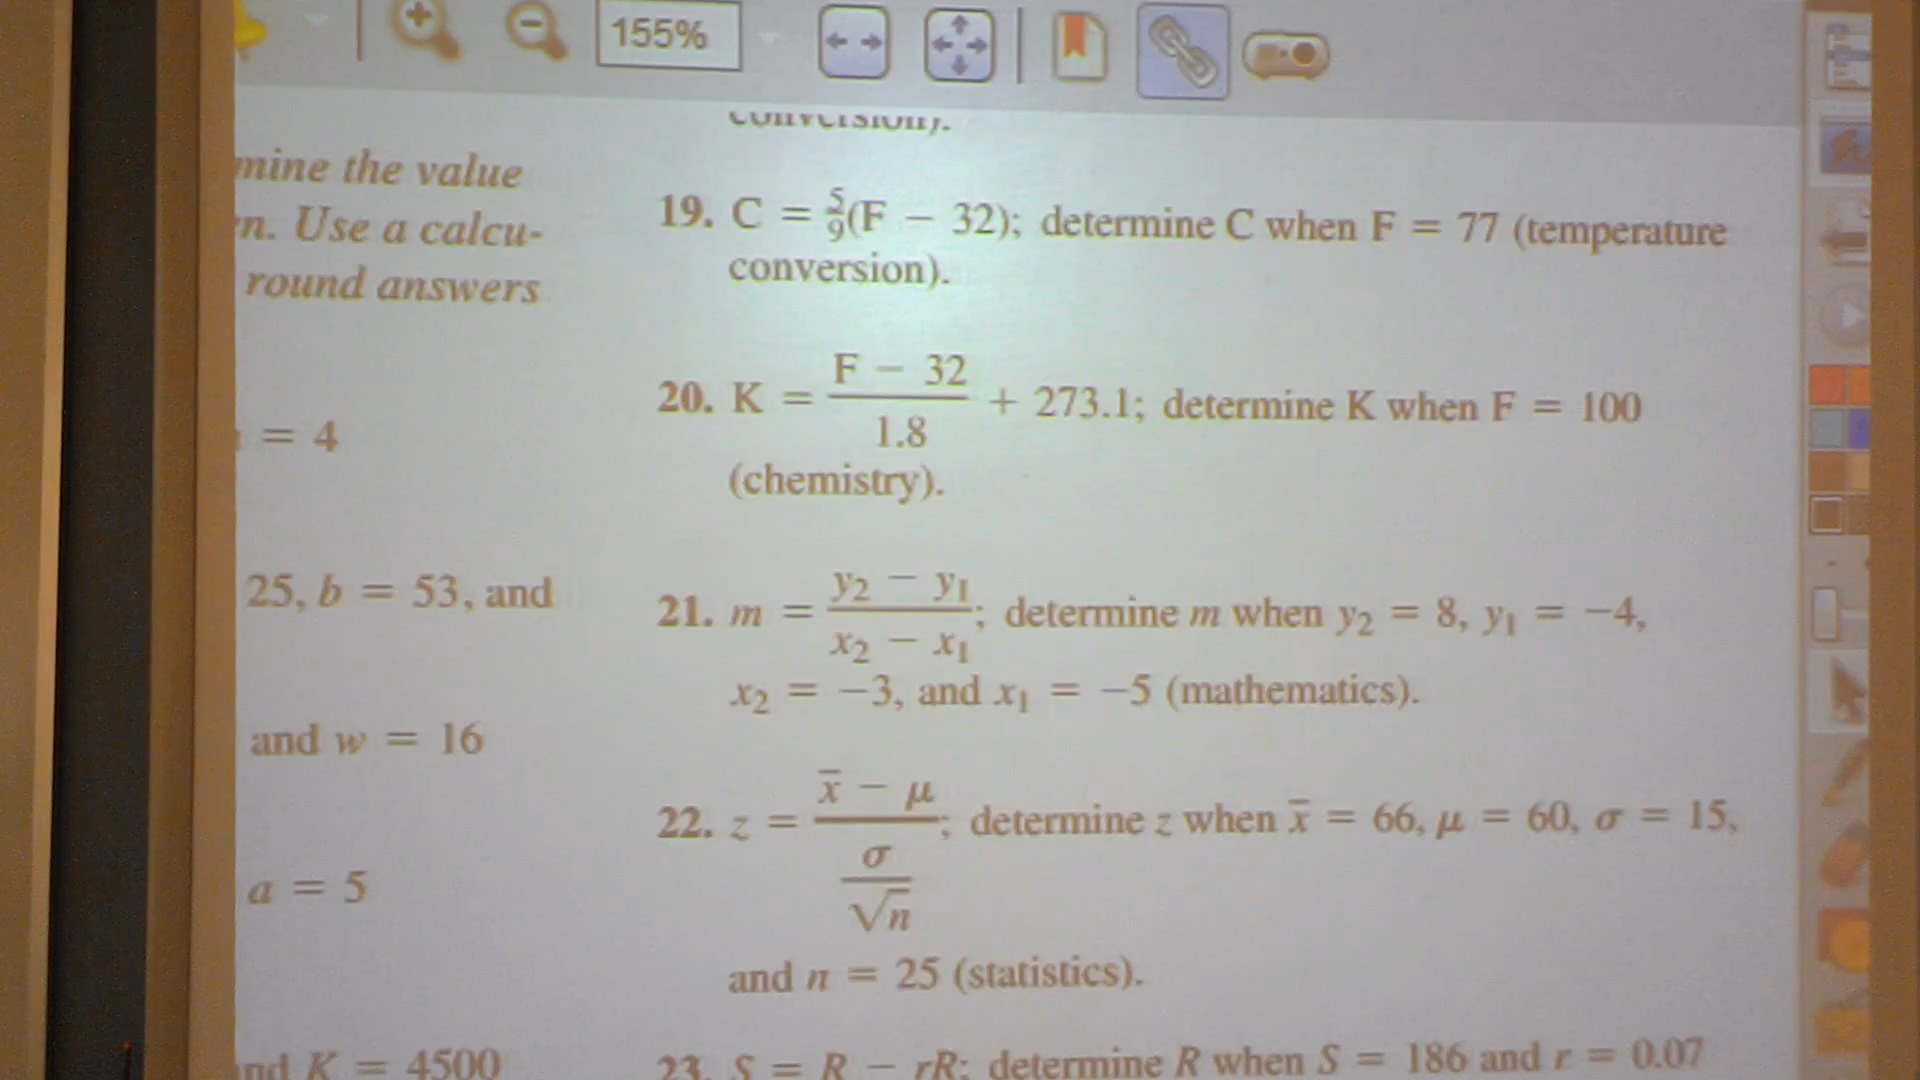 155%
conversion).
mine the value
n. Use a calcu-
round answers
= 4
25, b = 53, and
and w = 16
a = 5
nd K = 4500
19. C = 5/9(F − 32); determine C when F = 77 (temperature
conversion).
20. K = (F − 32)/1.8 + 273.1; determine K when F = 100
(chemistry).
21. m = (y₂ − y₁)/(x₂ − x₁); determine m when y₂ = 8, y₁ = −4,
x₂ = −3, and x₁ = −5 (mathematics).
22. z = (x̄ − μ)/(σ/√n); determine z when x̄ = 66, μ = 60, σ = 15,
and n = 25 (statistics).
23. S = R − rR; determine R when S = 186 and r = 0.07